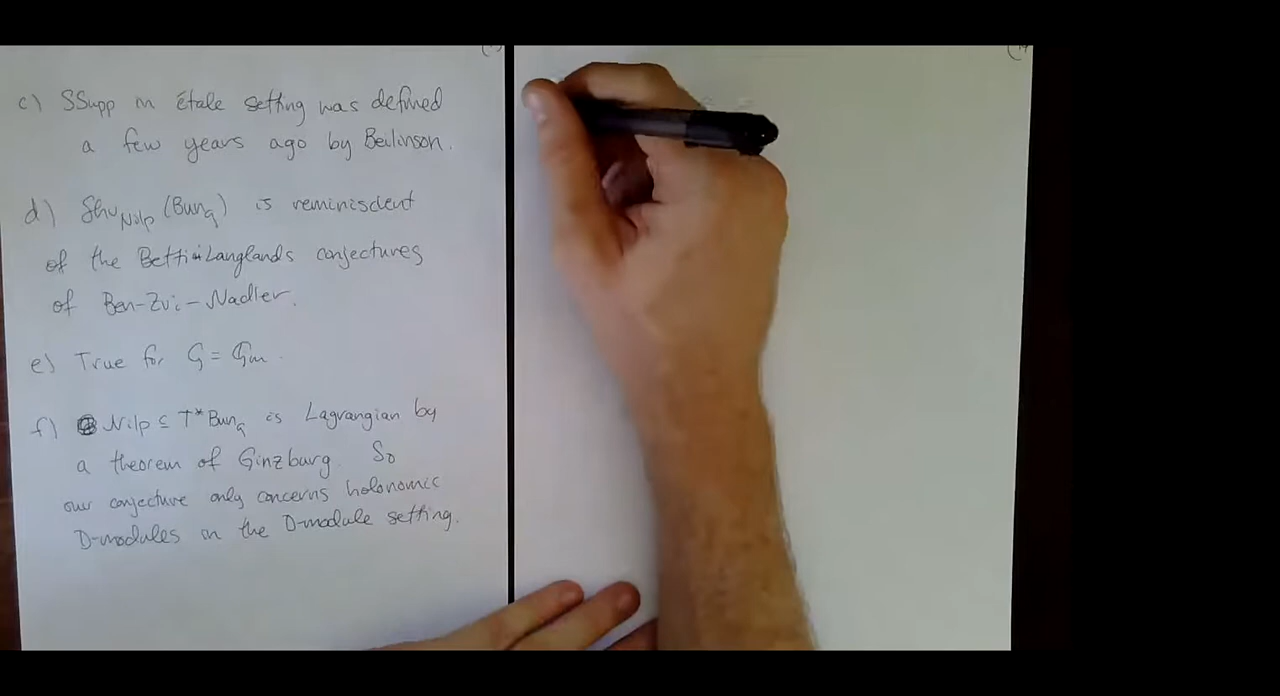 c) SSupp in étale setting was defined
a few years ago by Beilinson.
d) Shv_Nilp (Bun_G) is reminiscent
of the Betti-Langlands conjectures
of Ben-Zvi-Nadler.
e) True for G = Gm.
f) Nilp ⊆ T*Bun_G is Lagrangian by
a theorem of Ginzburg. So
our conjecture only concerns holonomic
D-modules in the D-module setting.